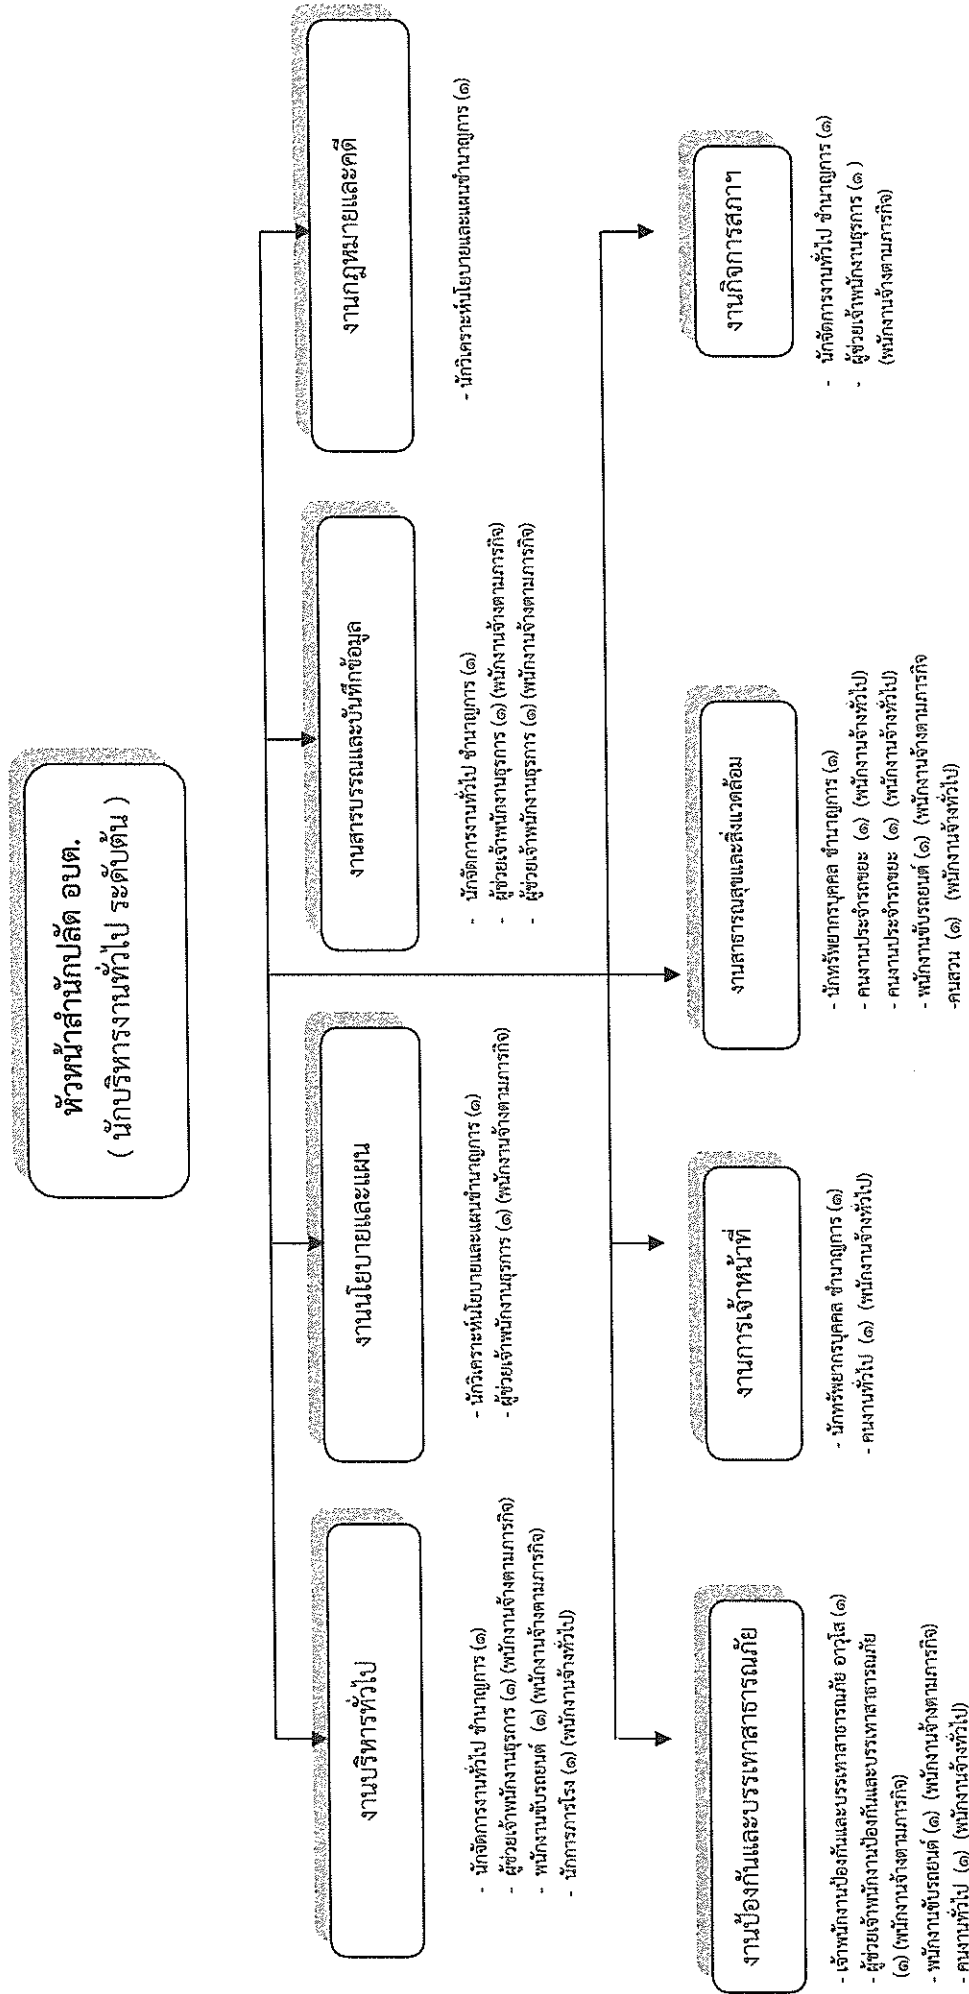 หัวหน้าสำนักปลัด อบต.
( นักบริหารงานทั่วไป ระดับต้น )
งานบริหารทั่วไป
- นักจัดการงานทั่วไป ชำนาญการ (๑)
- ผู้ช่วยเจ้าพนักงานธุรการ (๑) (พนักงานจ้างตามภารกิจ)
- พนักงานขับรถยนต์ (๑) (พนักงานจ้างตามภารกิจ)
- นักการภารโรง (๑) (พนักงานจ้างทั่วไป)
งานนโยบายและแผน
- นักวิเคราะห์นโยบายและแผนชำนาญการ (๑)
- ผู้ช่วยเจ้าพนักงานธุรการ (๑) (พนักงานจ้างตามภารกิจ)
งานสารบรรณและบันทึกข้อมูล
- นักจัดการงานทั่วไป ชำนาญการ (๑)
- ผู้ช่วยเจ้าพนักงานธุรการ (๑) (พนักงานจ้างตามภารกิจ)
- ผู้ช่วยเจ้าพนักงานธุรการ (๑) (พนักงานจ้างตามภารกิจ)
งานกฎหมายและคดี
- นักวิเคราะห์นโยบายและแผนชำนาญการ (๑)
งานป้องกันและบรรเทาสาธารณภัย
- เจ้าพนักงานป้องกันและบรรเทาสาธารณภัย อาวุโส (๑)
- ผู้ช่วยเจ้าพนักงานป้องกันและบรรเทาสาธารณภัย
(๑) (พนักงานจ้างตามภารกิจ)
- พนักงานขับรถยนต์ (๑) (พนักงานจ้างตามภารกิจ)
- คนงานทั่วไป (๑) (พนักงานจ้างทั่วไป)
งานการเจ้าหน้าที่
- นักทรัพยากรบุคคล ชำนาญการ (๑)
- คนงานทั่วไป (๑) (พนักงานจ้างทั่วไป)
งานสาธารณสุขและสิ่งแวดล้อม
- นักทรัพยากรบุคคล ชำนาญการ (๑)
- คนงานประจำรถขยะ (๑) (พนักงานจ้างทั่วไป)
- คนงานประจำรถขยะ (๑) (พนักงานจ้างทั่วไป)
- พนักงานขับรถยนต์ (๑) (พนักงานจ้างตามภารกิจ
-คนสวน (๑) (พนักงานจ้างทั่วไป)
งานกิจการสภาฯ
- นักจัดการงานทั่วไป ชำนาญการ (๑)
- ผู้ช่วยเจ้าพนักงานธุรการ (๑ )
(พนักงานจ้างตามภารกิจ)